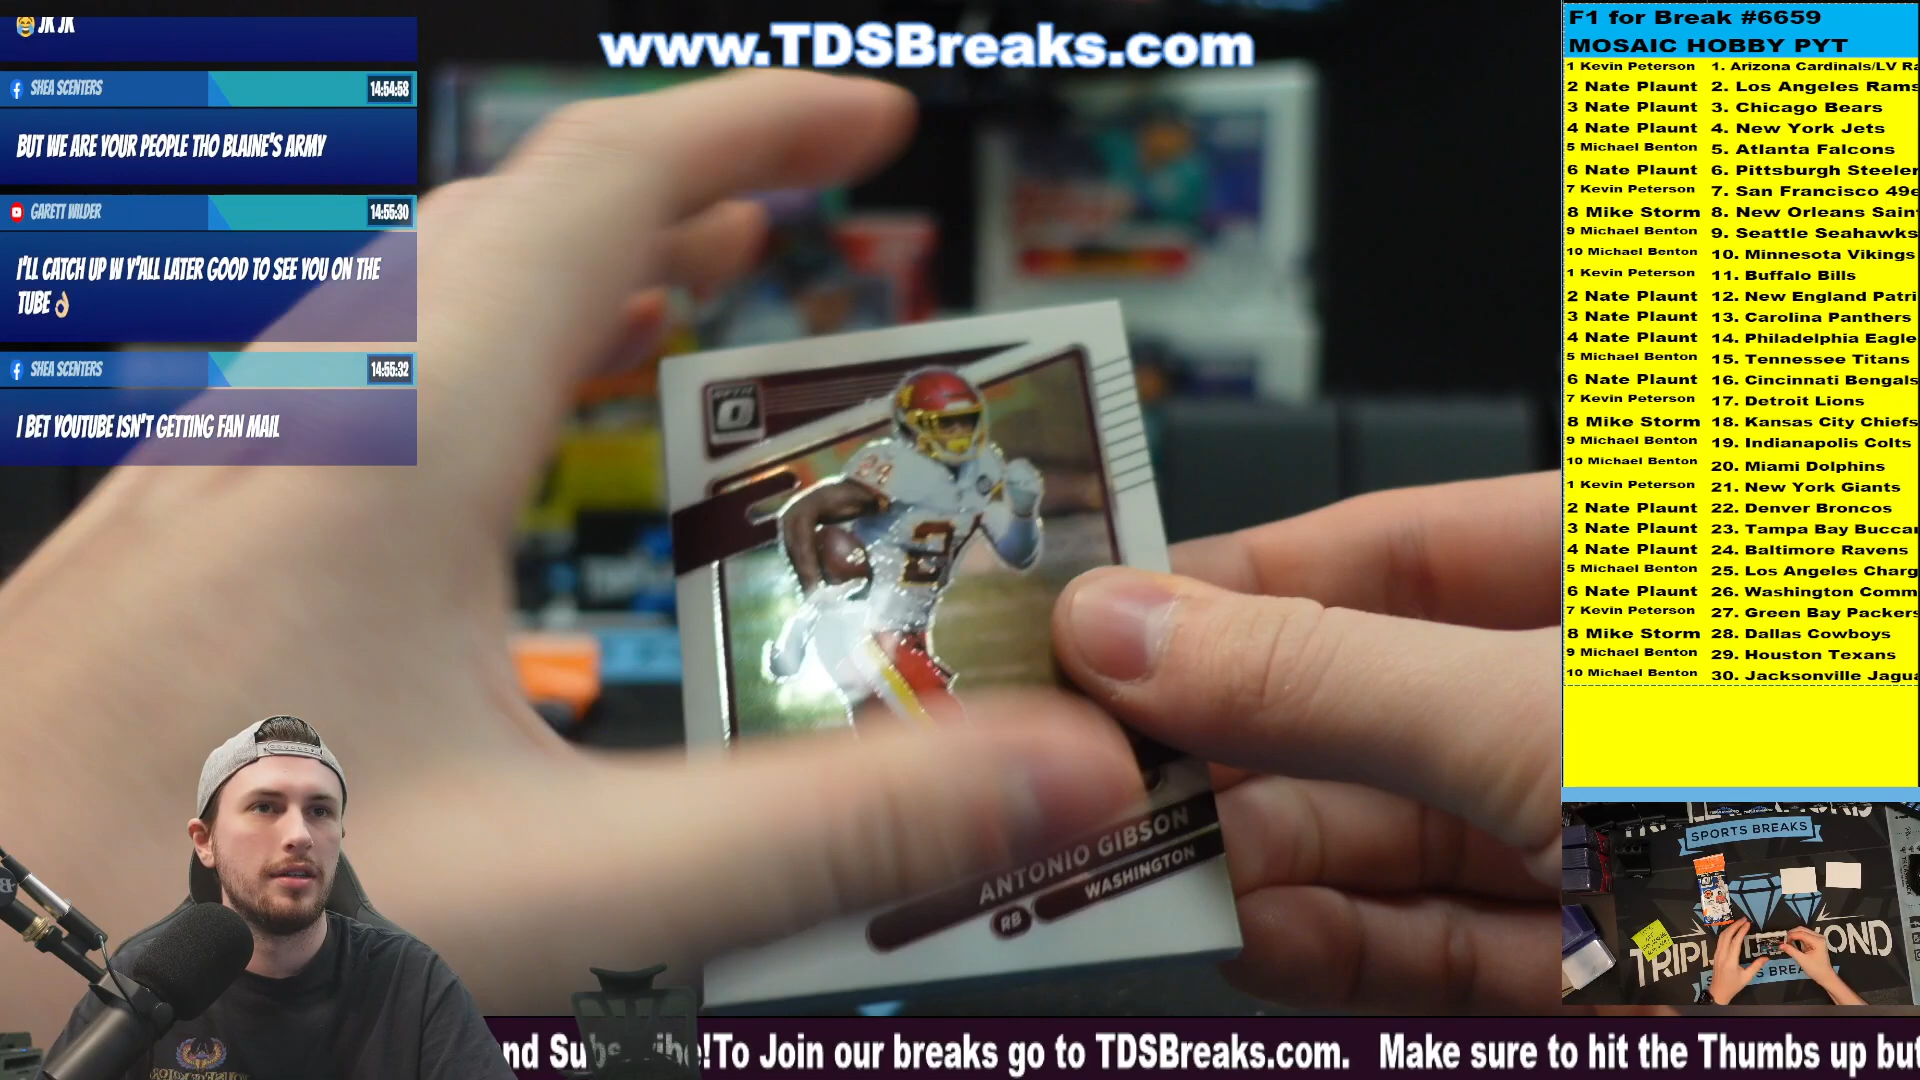 www.TDSBreaks.com
😂 JK JK
SHEA SCENTERS 14:54:58
BUT WE ARE YOUR PEOPLE THO BLAINE'S ARMY
GARETT WILDER 14:55:30
I'LL CATCH UP W Y'ALL LATER GOOD TO SEE YOU ON THE
TUBE 👌🏼
SHEA SCENTERS 14:55:32
I BET YOUTUBE ISN'T GETTING FAN MAIL
F1 for Break #6659
MOSAIC HOBBY PYT
1 Kevin Peterson 1. Arizona Cardinals/LV Ra
2 Nate Plaunt 2. Los Angeles Rams
3 Nate Plaunt 3. Chicago Bears
4 Nate Plaunt 4. New York Jets
5 Michael Benton 5. Atlanta Falcons
6 Nate Plaunt 6. Pittsburgh Steeler
7 Kevin Peterson 7. San Francisco 49e
8 Mike Storm 8. New Orleans Sain
9 Michael Benton 9. Seattle Seahawks
10 Michael Benton 10. Minnesota Vikings
1 Kevin Peterson 11. Buffalo Bills
2 Nate Plaunt 12. New England Patri
3 Nate Plaunt 13. Carolina Panthers
4 Nate Plaunt 14. Philadelphia Eagle
5 Michael Benton 15. Tennessee Titans
6 Nate Plaunt 16. Cincinnati Bengals
7 Kevin Peterson 17. Detroit Lions
8 Mike Storm 18. Kansas City Chiefs
9 Michael Benton 19. Indianapolis Colts
10 Michael Benton 20. Miami Dolphins
1 Kevin Peterson 21. New York Giants
2 Nate Plaunt 22. Denver Broncos
3 Nate Plaunt 23. Tampa Bay Buccan
4 Nate Plaunt 24. Baltimore Ravens
5 Michael Benton 25. Los Angeles Charg
6 Nate Plaunt 26. Washington Comm
7 Kevin Peterson 27. Green Bay Packers
8 Mike Storm 28. Dallas Cowboys
9 Michael Benton 29. Houston Texans
10 Michael Benton 30. Jacksonville Jagua
ANTONIO GIBSON
RB WASHINGTON
SPORTS BREAKS
nd Subscribe!To Join our breaks go to TDSBreaks.com. Make sure to hit the Thumbs up but